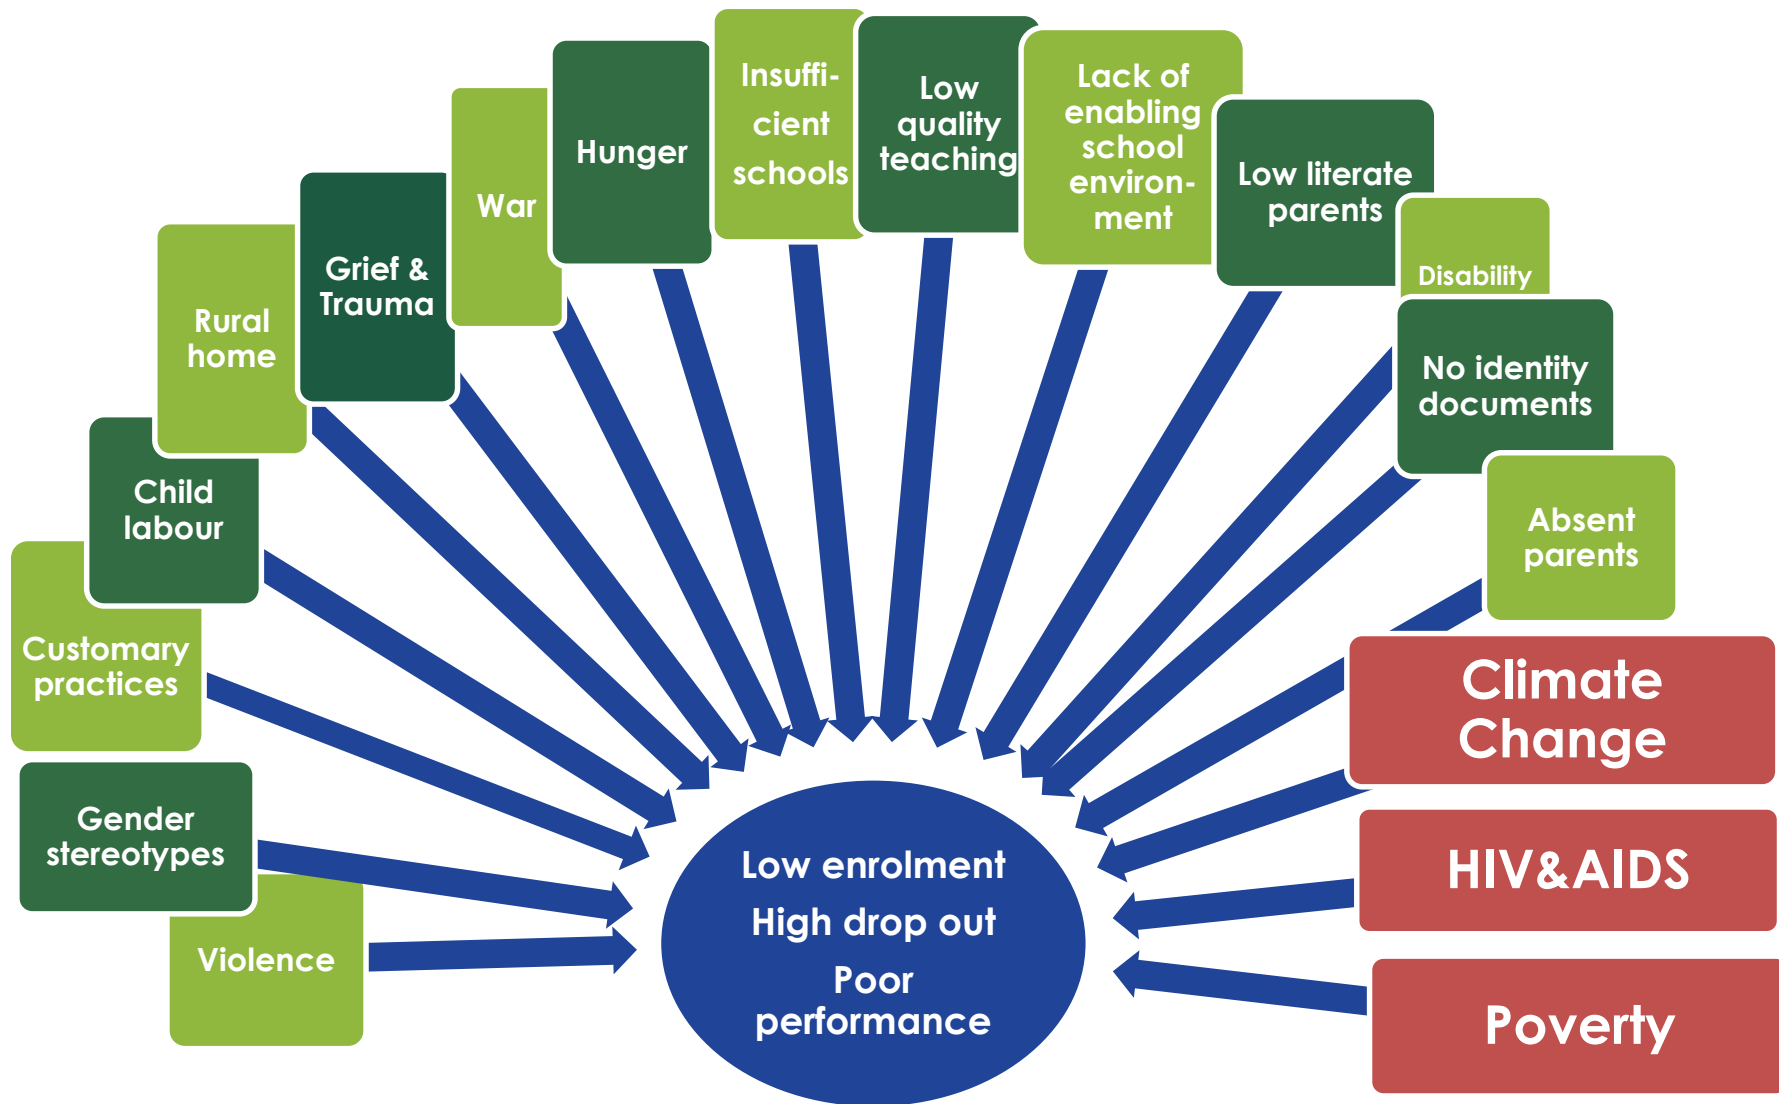 Insuffi-
cient
schools
Low
quality
teaching
Lack of
enabling
school
environ-
ment
Hunger
Low literate
parents
War
Disability
Grief &
Trauma
Rural
home
No identity
documents
Child
labour
Absent
parents
Customary
practices
Climate
Change
Gender
stereotypes
HIV&AIDS
Violence
Poverty
Low enrolment
High drop out
Poor
performance